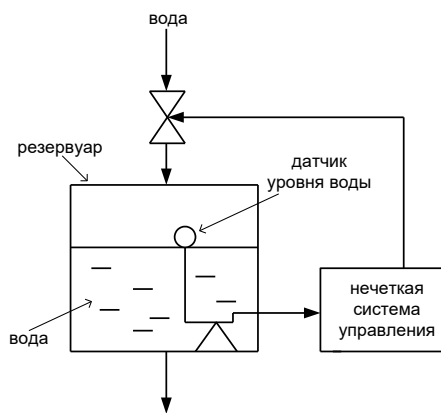 вода
резервуар
датчик
уровня воды
нечеткая
система
управления
вода